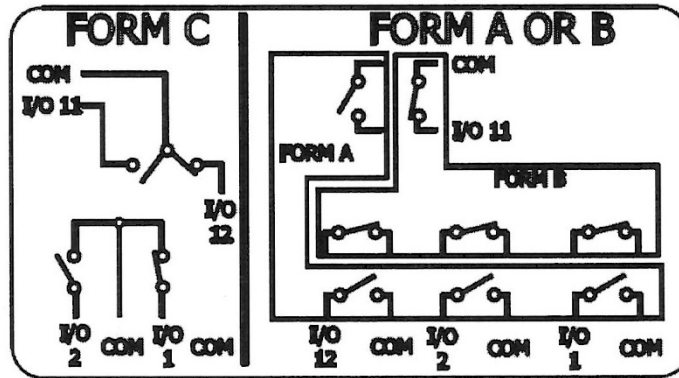 FORM C
COM
I/O 11
I/O
12
I/O
2
COM
I/O
1
COM
FORM A OR B
COM
I/O 11
FORM A
FORM B
I/O
12
COM
I/O
2
COM
I/O
1
COM